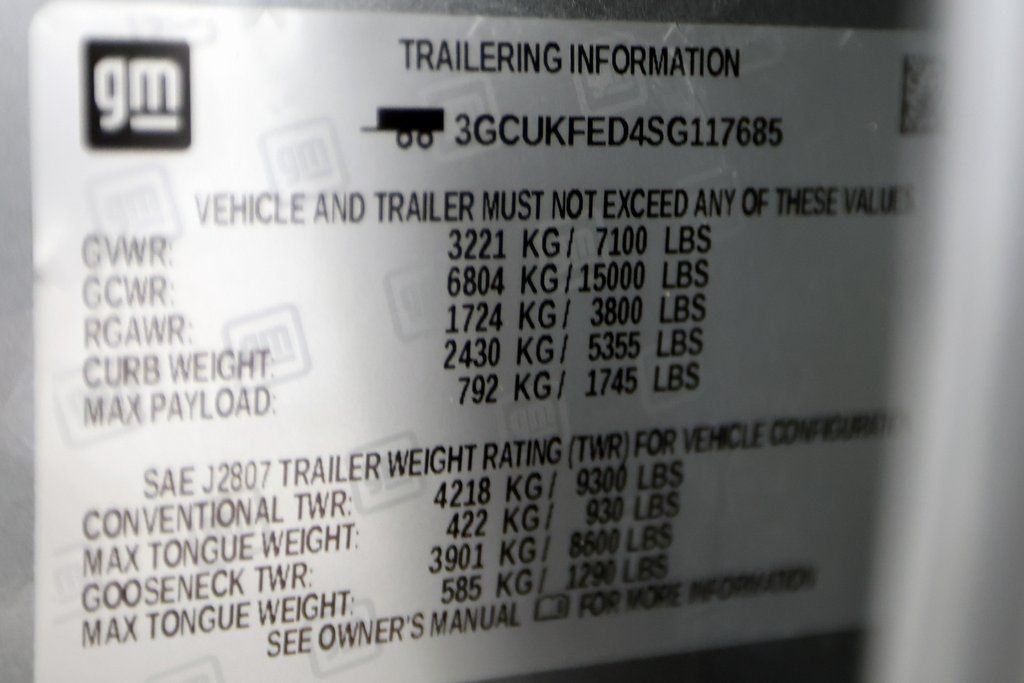 gm
TRAILERING INFORMATION
3GCUKFED4SG117685
VEHICLE AND TRAILER MUST NOT EXCEED ANY OF THESE VALUES
GVWR: 3221 KG/ 7100 LBS
GCWR: 6804 KG/15000 LBS
RGAWR: 1724 KG/ 3800 LBS
CURB WEIGHT: 2430 KG/ 5355 LBS
MAX PAYLOAD: 792 KG/ 1745 LBS
SAE J2807 TRAILER WEIGHT RATING (TWR) FOR VEHICLE
CONVENTIONAL TWR: 4218 KG/ 9300 LBS
MAX TONGUE WEIGHT: 422 KG/ 930 LBS
GOOSENECK TWR: 3901 KG/ 8600 LBS
MAX TONGUE WEIGHT: 585 KG/ 1290 LBS
SEE OWNER'S MANUAL FOR MORE INFORMATION